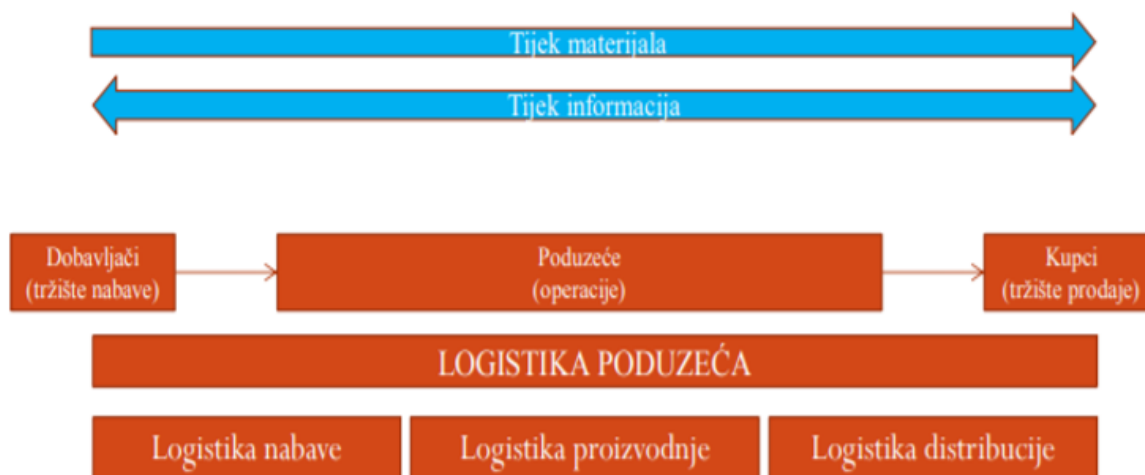 Tijek materijala
Tijek informacija
Dobavljači
(tržište nabave)
Poduzeće
(operacije)
Kupci
(tržište prodaje)
LOGISTIKA PODUZEĆA
Logistika nabave
Logistika proizvodnje
Logistika distribucije